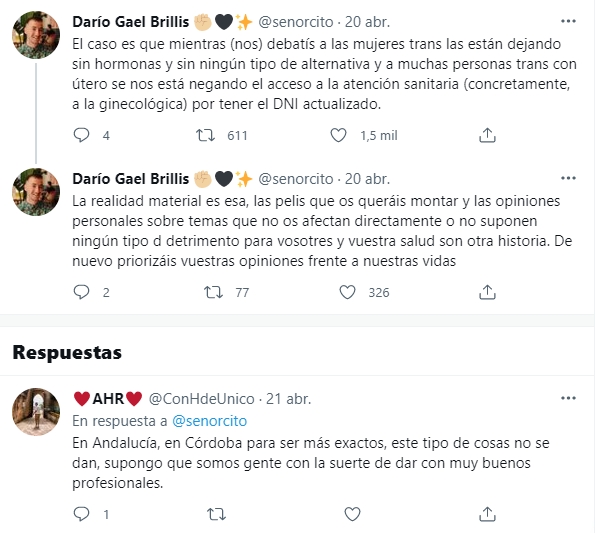 Darío Gael Brillis ✊🏼🖤✨ @senorcito · 20 abr.
El caso es que mientras (nos) debatís a las mujeres trans las están dejando
sin hormonas y sin ningún tipo de alternativa y a muchas personas trans con
útero se nos está negando el acceso a la atención sanitaria (concretamente,
a la ginecológica) por tener el DNI actualizado.
4 611 1,5 mil
Darío Gael Brillis ✊🏼🖤✨ @senorcito · 20 abr.
La realidad material es esa, las pelis que os queráis montar y las opiniones
personales sobre temas que no os afectan directamente o no suponen
ningún tipo d detrimento para vosotres y vuestra salud son otra historia. De
nuevo priorizáis vuestras opiniones frente a nuestras vidas
2 77 326
Respuestas
♥AHR♥ @ConHdeUnico · 21 abr.
En respuesta a @senorcito
En Andalucía, en Córdoba para ser más exactos, este tipo de cosas no se
dan, supongo que somos gente con la suerte de dar con muy buenos
profesionales.
1